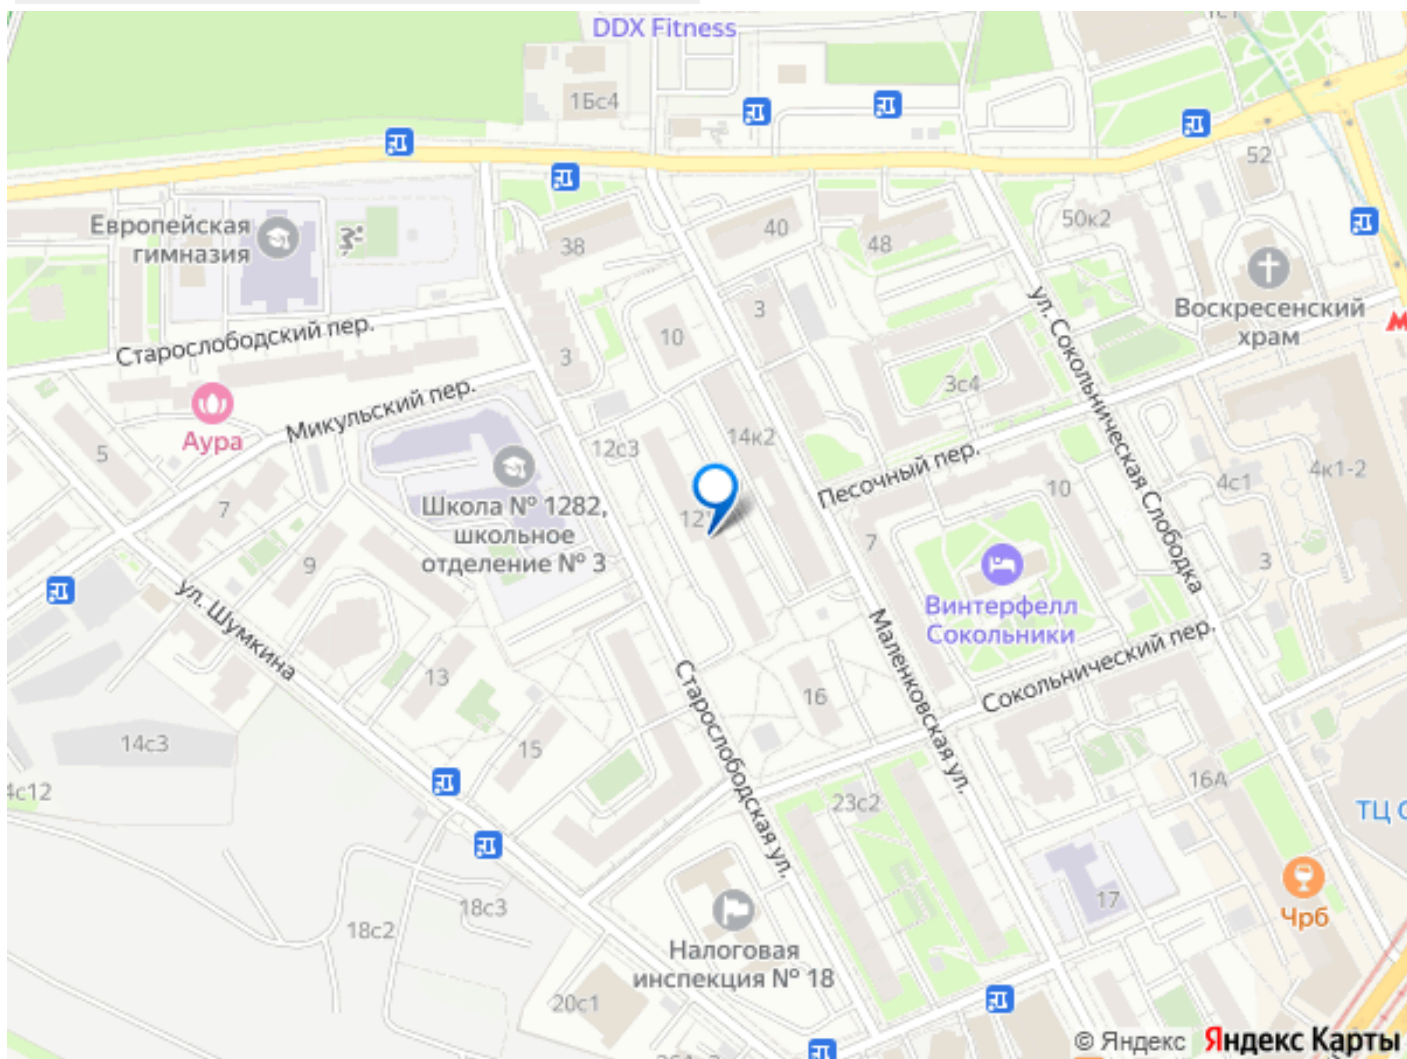 DDX Fitness
1Бс4
1с1
52
Европейская
гимназия
38
40
48
50к2
Воскресенский
храм
Старослободский пер.
3
10
3
3с4
ул. Сокольническая Слободка
Микульский пер.
Аура
5
12с3
14к2
Песочный пер.
10
4с1
4к1-2
Школа № 1282,
школьное
отделение № 3
12
7
9
7
3
Винтерфелл
Сокольники
ул. Шумкина
Маленковская ул.
Сокольнический пер.
13
16
Старослободская ул.
14с3
15
4с12
23с2
16А
ТЦ С
18с3
18с2
17
Чрб
Налоговая
инспекция № 18
20с1
© Яндекс Яндекс Карты